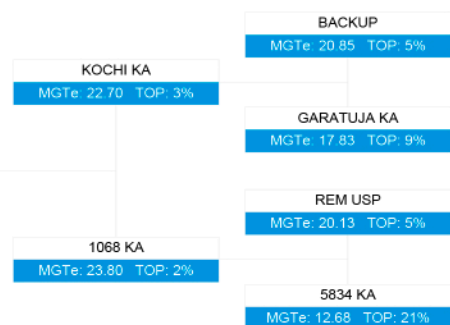 BACKUP
MGTe: 20.85 TOP: 5%
KOCHI KA
MGTe: 22.70 TOP: 3%
GARATUJA KA
MGTe: 17.83 TOP: 9%
REM USP
MGTe: 20.13 TOP: 5%
1068 KA
MGTe: 23.80 TOP: 2%
5834 KA
MGTe: 12.68 TOP: 21%